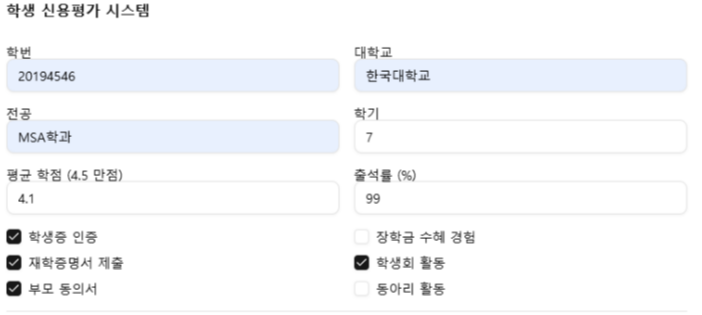 학생 신용평가 시스템
학번 대학교
20194546 한국대학교
전공 학기
MSA학과 7
평균 학점 (4.5 만점) 출석률 (%)
4.1 99
학생증 인증 장학금 수혜 경험
재학증명서 제출 학생회 활동
부모 동의서 동아리 활동